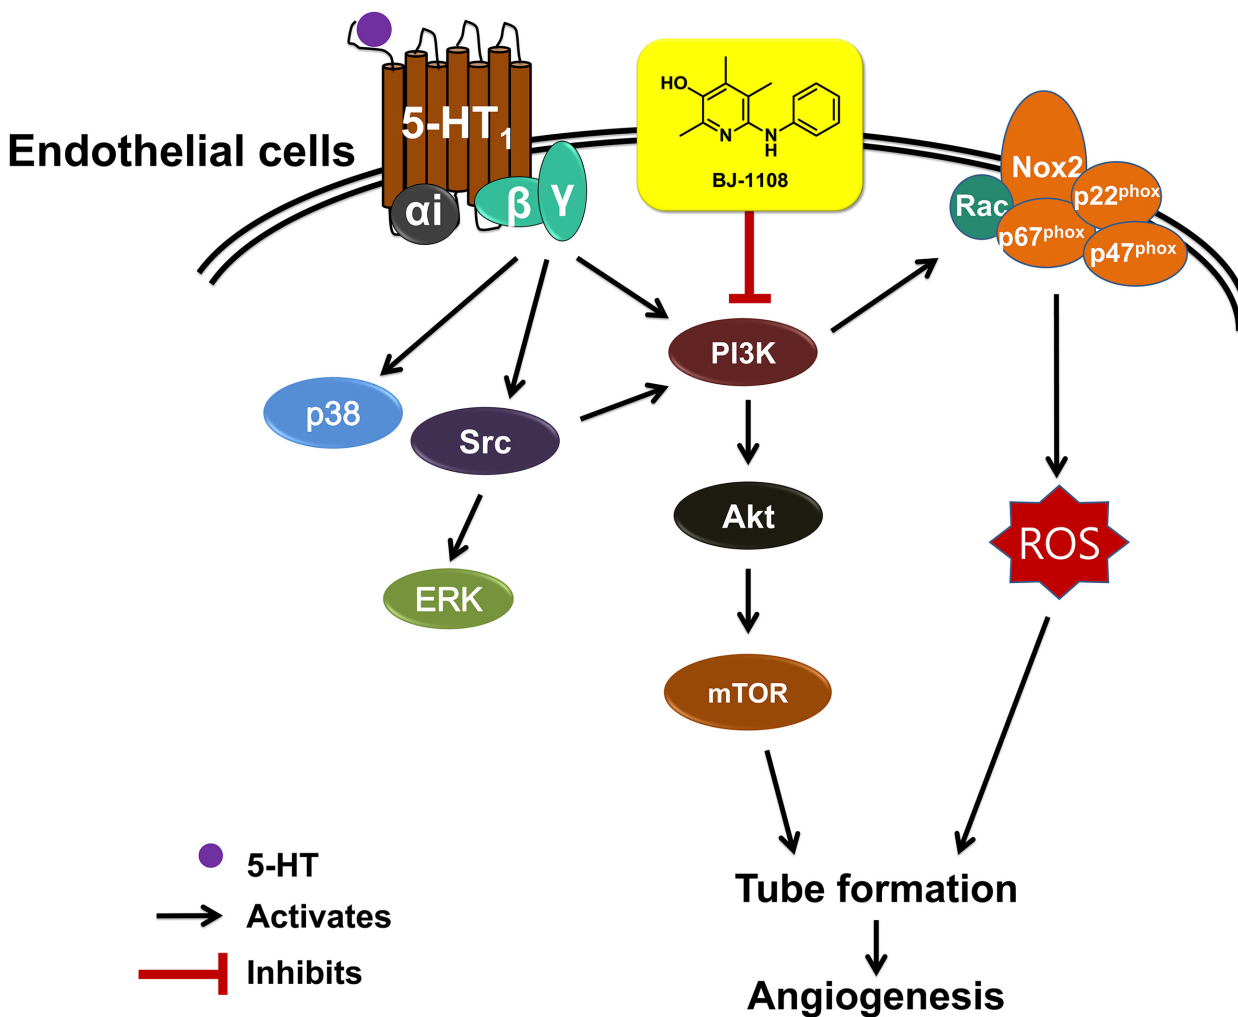 Endothelial cells
5-HT1
αi
β
γ
HO
N
N
H
BJ-1108
Nox2
Rac
p22phox
p67phox
p47phox
PI3K
p38
Src
Akt
ERK
ROS
mTOR
Tube formation
Angiogenesis
5-HT
Activates
Inhibits